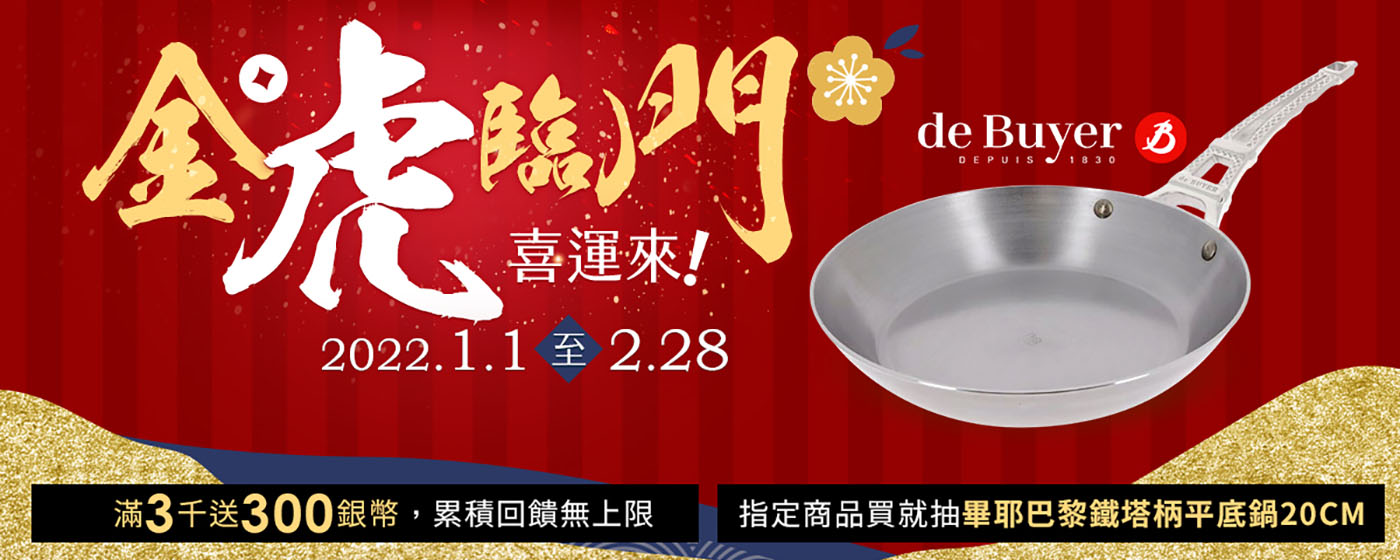 金虎臨門
喜運來!
2022.1.1至2.28
de Buyer B
DEPUIS 1830
de BUYER
滿3千送300銀幣，累積回饋無上限
指定商品買就抽畢耶巴黎鐵塔柄平底鍋20CM